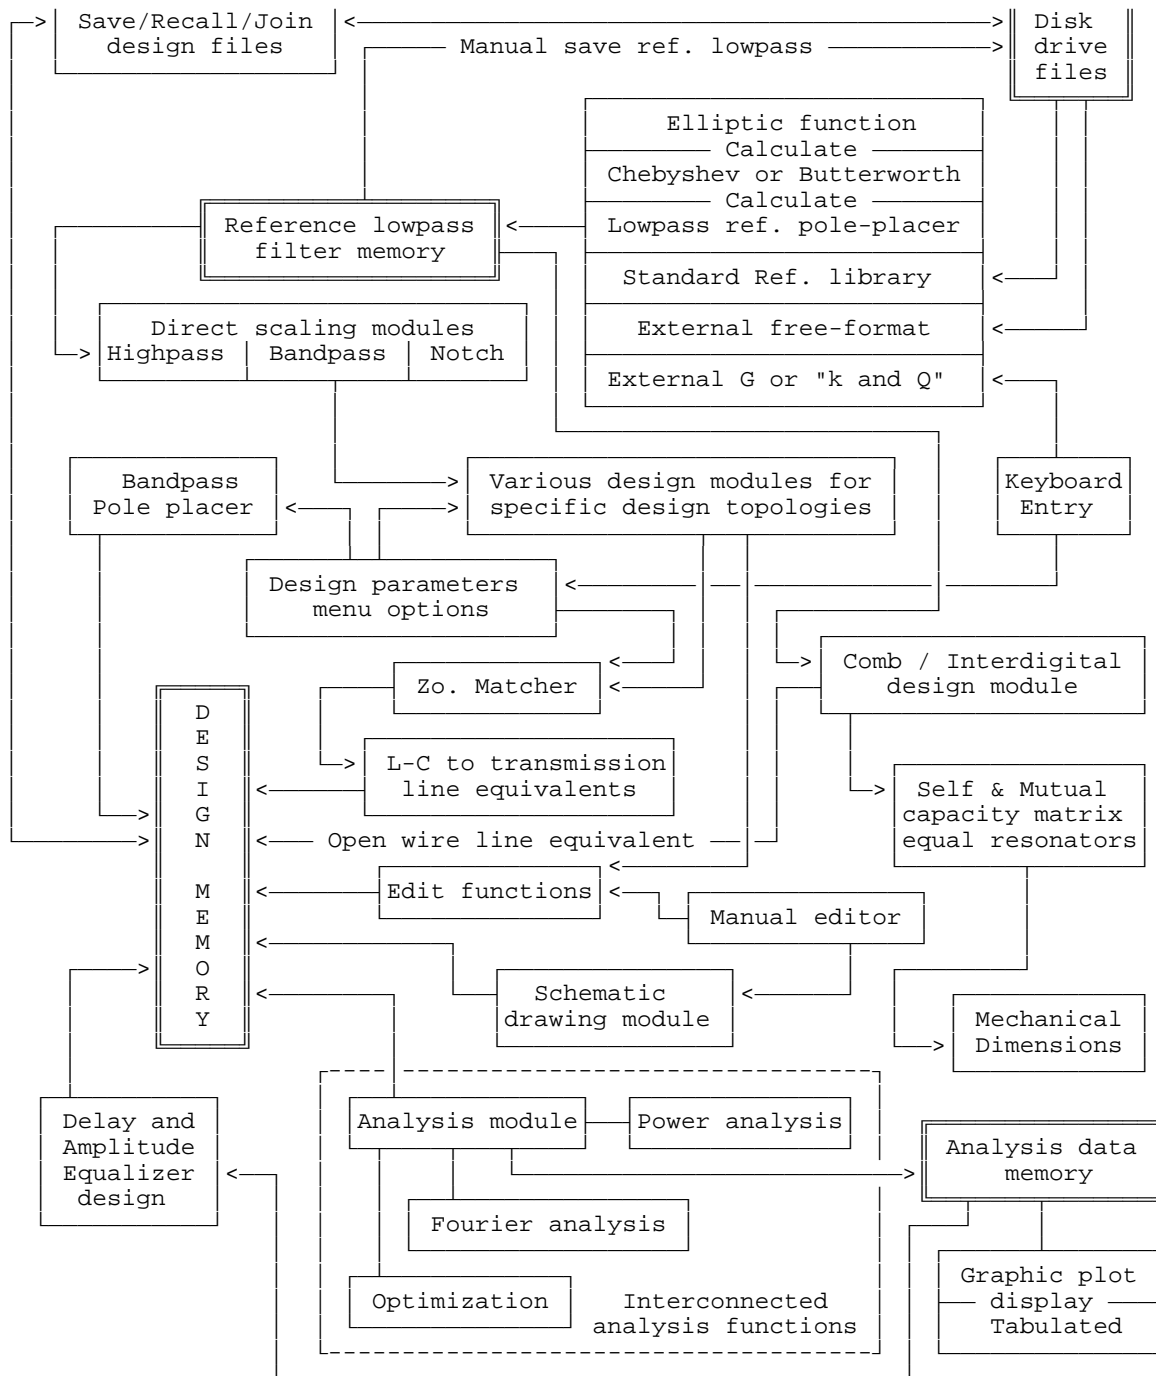 Save/Recall/Join
design files
Disk
drive
files
Manual save ref. lowpass
Elliptic function
Calculate
Chebyshev or Butterworth
Calculate
Lowpass ref. pole-placer
Reference lowpass
filter memory
Standard Ref. library
External free-format
External G or "k and Q"
Direct scaling modules
Highpass | Bandpass | Notch
Bandpass
Pole placer
Various design modules for
specific design topologies
Keyboard
Entry
Design parameters
menu options
Comb / Interdigital
design module
Zo. Matcher
DESIGN MEMORY
L-C to transmission
line equivalents
Self & Mutual
capacity matrix
equal resonators
Open wire line equivalent
Edit functions
Manual editor
Schematic
drawing module
Mechanical
Dimensions
Delay and
Amplitude
Equalizer
design
Analysis module
Power analysis
Analysis data
memory
Fourier analysis
Optimization
Interconnected
analysis functions
Graphic plot
display
Tabulated